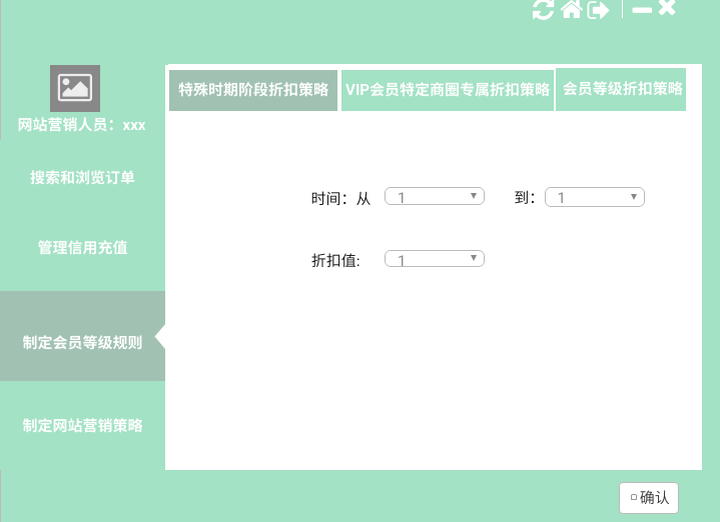 网站营销人员：xxx
搜索和浏览订单
管理信用充值
制定会员等级规则
制定网站营销策略
特殊时期阶段折扣策略 VIP会员特定商圈专属折扣策略 会员等级折扣策略
时间：从 1 到： 1
折扣值: 1
确认